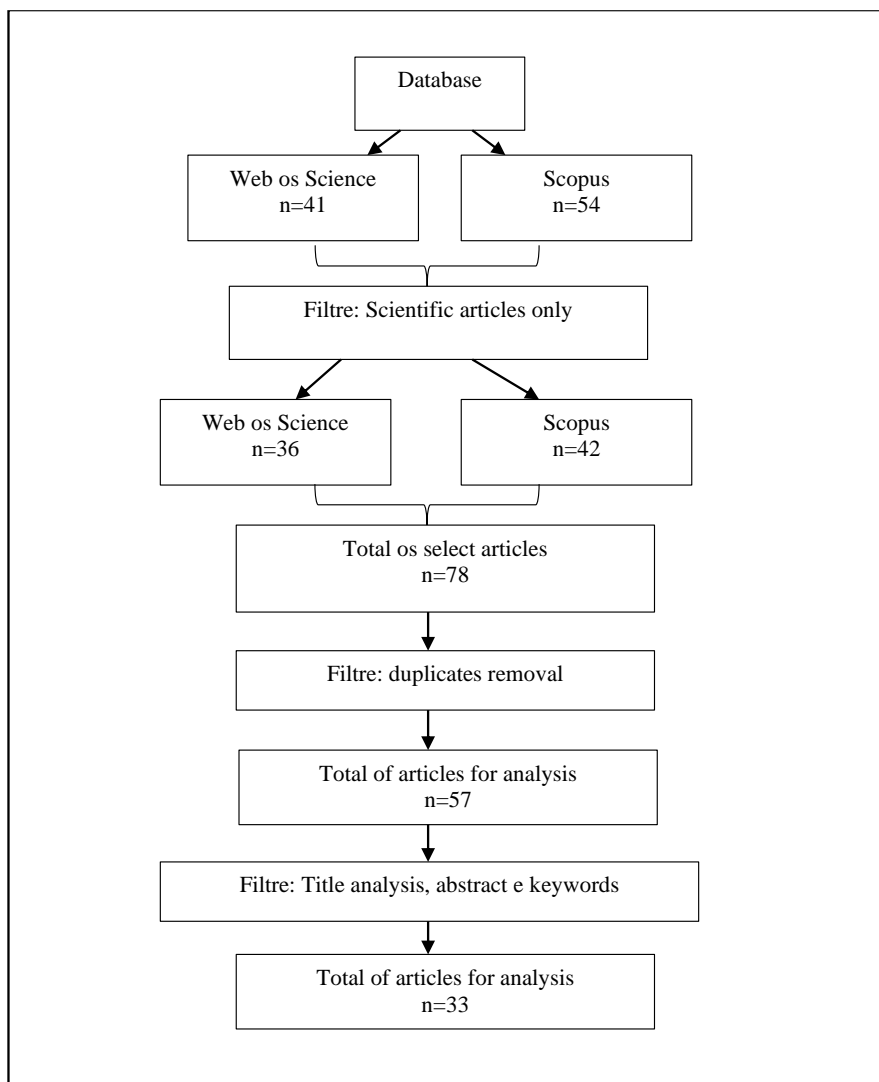 Database
Web os Science
n=41
Scopus
n=54
Filtre: Scientific articles only
Web os Science
n=36
Scopus
n=42
Total os select articles
n=78
Filtre: duplicates removal
Total of articles for analysis
n=57
Filtre: Title analysis, abstract e keywords
Total of articles for analysis
n=33